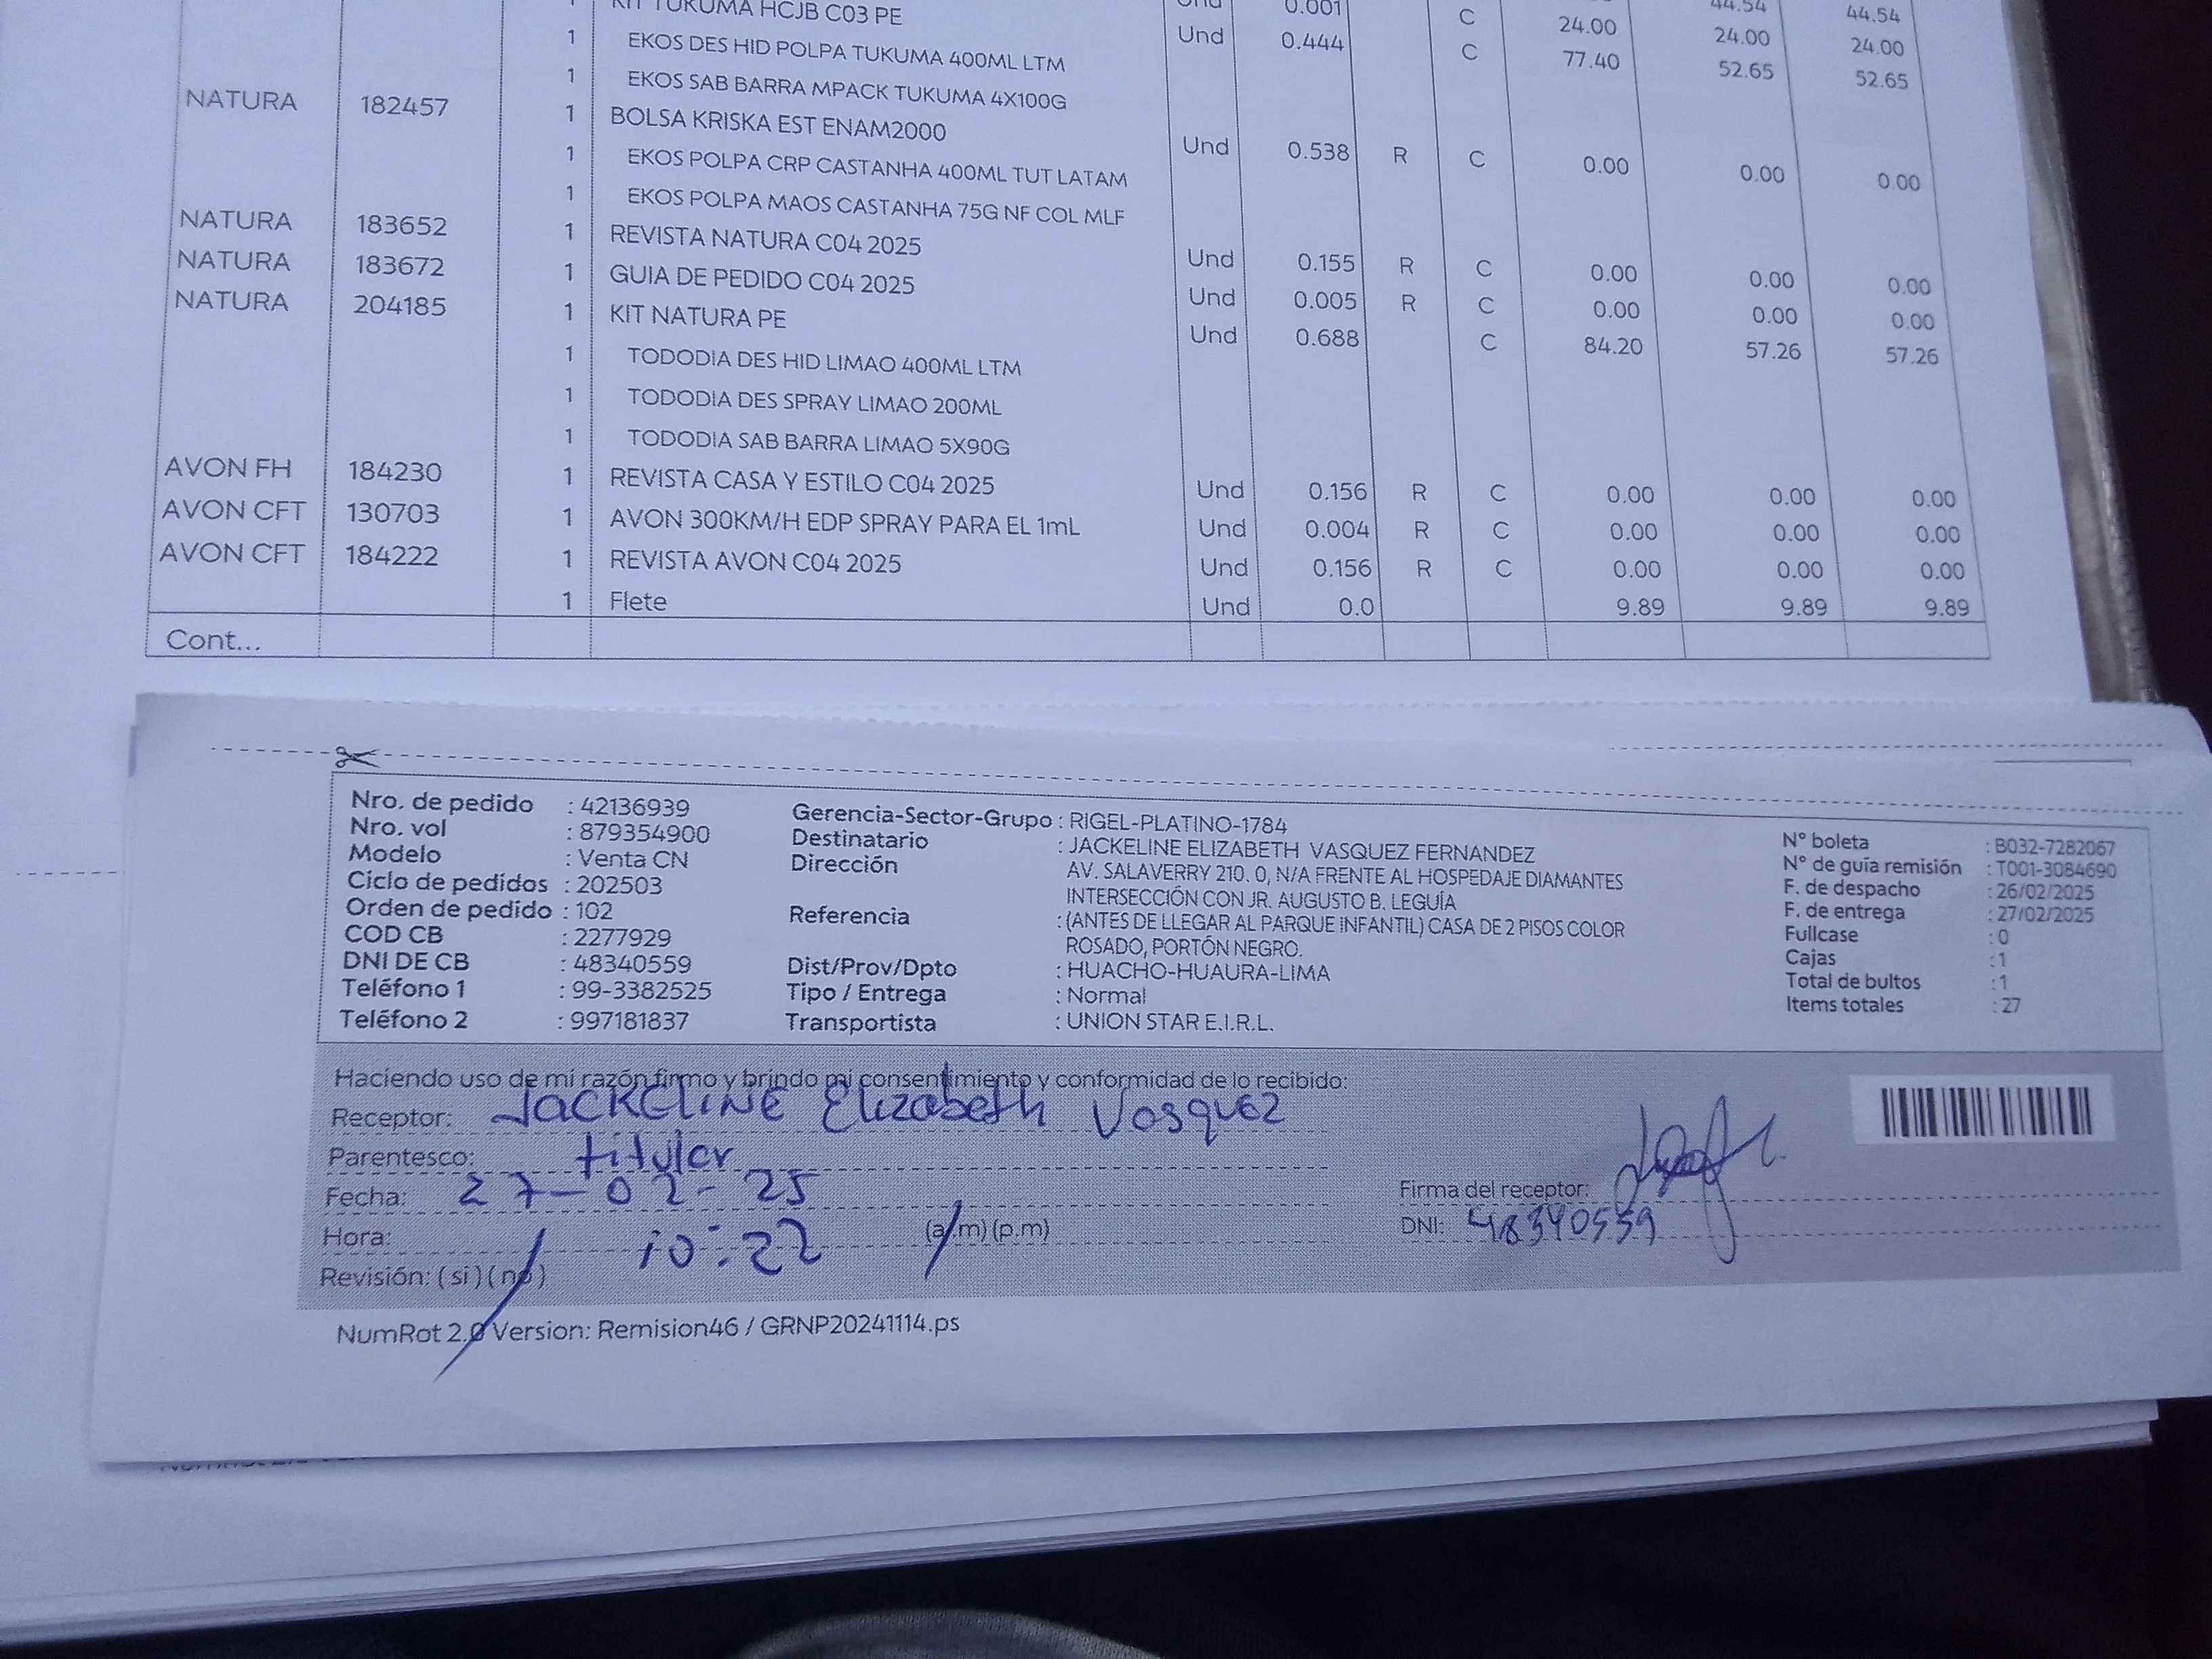 KIT TUKUMA HCJB C03 PE Und 0.001 C 24.00 24.00 24.00
1 EKOS DES HID POLPA TUKUMA 400ML LTM Und 0.444 C 77.40 52.65 52.65
1 EKOS SAB BARRA MPACK TUKUMA 4X100G
NATURA 182457 1 BOLSA KRISKA EST ENAM2000 Und 0.538 R C 0.00 0.00 0.00
1 EKOS POLPA CRP CASTANHA 400ML TUT LATAM
1 EKOS POLPA MAOS CASTANHA 75G NF COL MLF
NATURA 183652 1 REVISTA NATURA C04 2025 Und 0.155 R C 0.00 0.00 0.00
NATURA 183672 1 GUIA DE PEDIDO C04 2025 Und 0.005 R C 0.00 0.00 0.00
NATURA 204185 1 KIT NATURA PE Und 0.688 C 84.20 57.26 57.26
1 TODODIA DES HID LIMAO 400ML LTM
1 TODODIA DES SPRAY LIMAO 200ML
1 TODODIA SAB BARRA LIMAO 5X90G
AVON FH 184230 1 REVISTA CASA Y ESTILO C04 2025 Und 0.156 R C 0.00 0.00 0.00
AVON CFT 130703 1 AVON 300KM/H EDP SPRAY PARA EL 1mL Und 0.004 R C 0.00 0.00 0.00
AVON CFT 184222 1 REVISTA AVON C04 2025 Und 0.156 R C 0.00 0.00 0.00
1 Flete Und 0.0 9.89 9.89 9.89
Cont...
Nro. de pedido : 42136939
Nro. vol : 879354900
Modelo : Venta CN
Ciclo de pedidos : 202503
Orden de pedido : 102
COD CB : 2277929
DNI DE CB : 48340559
Teléfono 1 : 99-3382525
Teléfono 2 : 997181837
Gerencia-Sector-Grupo : RIGEL-PLATINO-1784
Destinatario : JACKELINE ELIZABETH VASQUEZ FERNANDEZ
Dirección AV. SALAVERRY 210. 0, N/A FRENTE AL HOSPEDAJE DIAMANTES
INTERSECCIÓN CON JR. AUGUSTO B. LEGUÍA
Referencia : (ANTES DE LLEGAR AL PARQUE INFANTIL) CASA DE 2 PISOS COLOR
ROSADO, PORTÓN NEGRO.
Dist/Prov/Dpto : HUACHO-HUAURA-LIMA
Tipo / Entrega : Normal
Transportista : UNION STAR E.I.R.L.
N° boleta : B032-7282067
N° de guía remisión : T001-3084690
F. de despacho : 26/02/2025
F. de entrega : 27/02/2025
Fullcase : 0
Cajas : 1
Total de bultos : 1
Items totales : 27
Haciendo uso de mi razón firmo y brindo mi consentimiento y conformidad de lo recibido:
Receptor: JACKELINE Elizabeth Vasquez
Parentesco: titular
Fecha: 27-02-25
Hora: 10:22 (a.m) (p.m)
Revisión: (si) (no)
Firma del receptor:
DNI: 48340559
NumRot 2.0 Version: Remision46 / GRNP20241114.ps